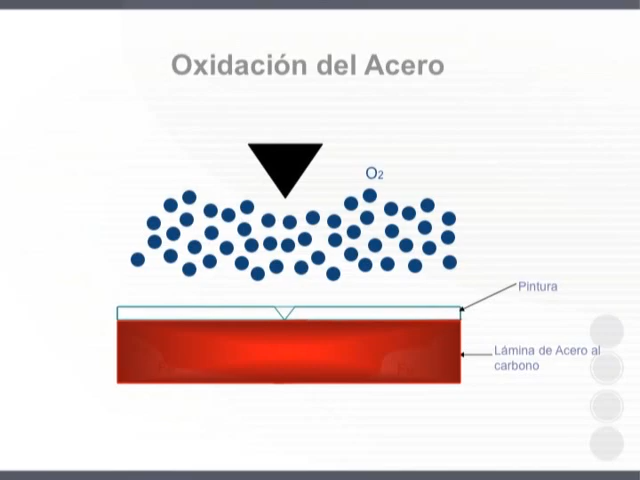 Oxidación del Acero
O2
Pintura
Lámina de Acero al
carbono